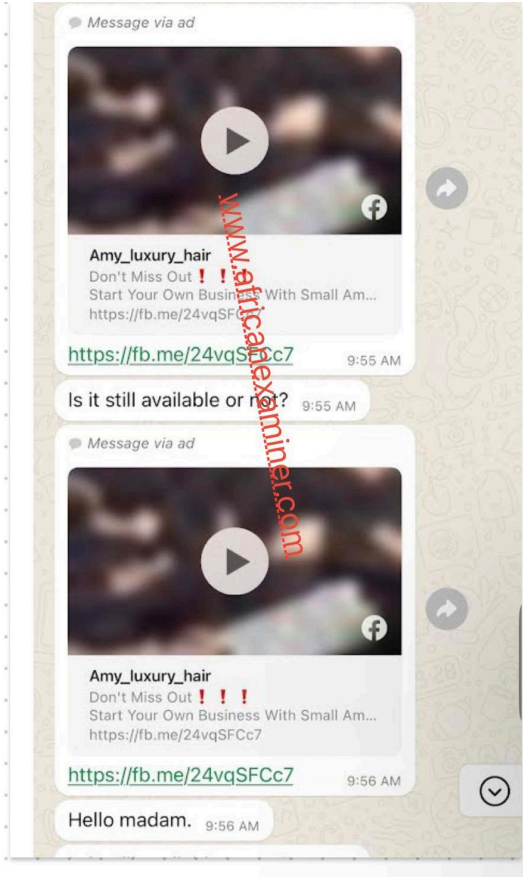 Message via ad
Amy_luxury_hair
Don't Miss Out❗❗❗
Start Your Own Business With Small Am...
https://fb.me/24vqSFCc7
https://fb.me/24vqSFCc7 9:55 AM
Is it still available or not? 9:55 AM
Message via ad
Amy_luxury_hair
Don't Miss Out❗❗❗
Start Your Own Business With Small Am...
https://fb.me/24vqSFCc7
https://fb.me/24vqSFCc7 9:56 AM
Hello madam. 9:56 AM
www.africanexaminer.com